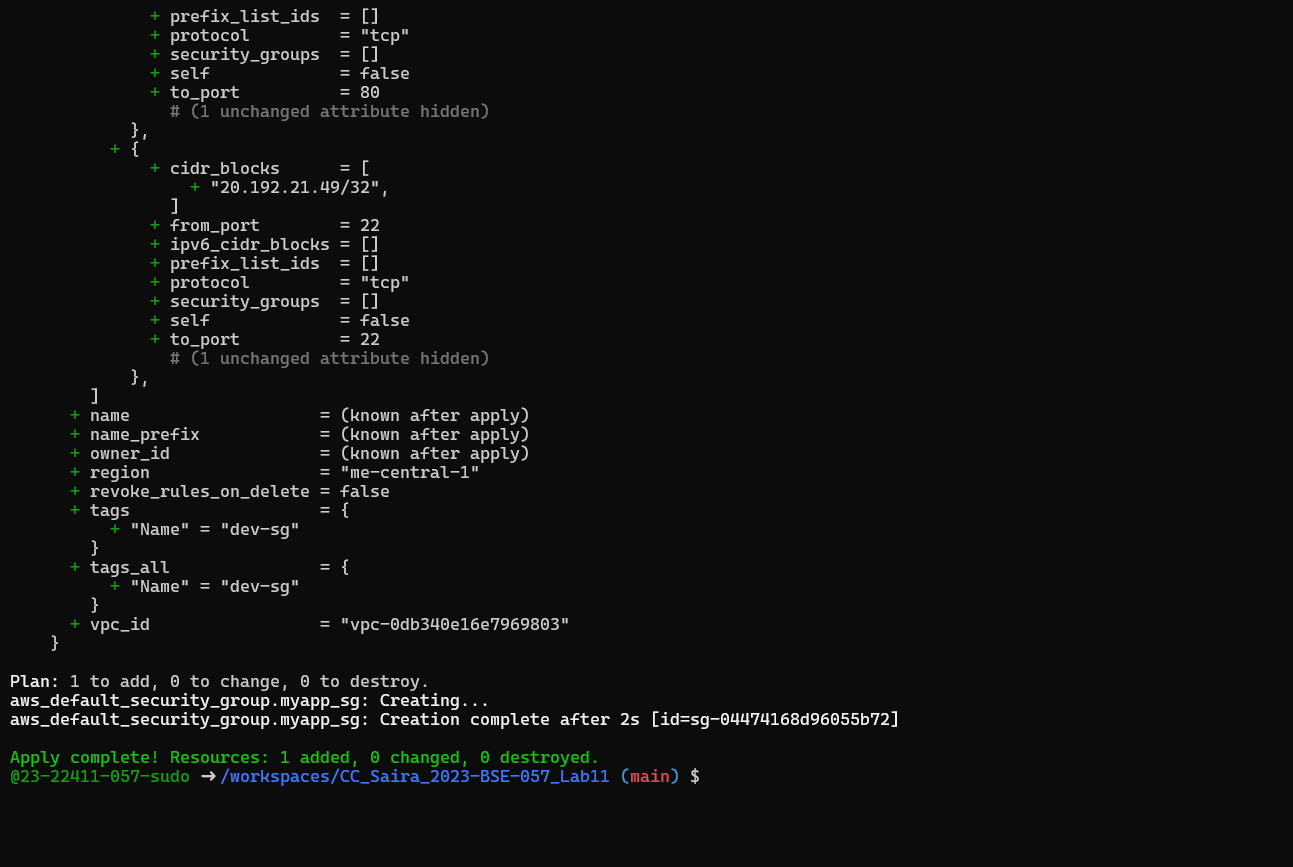 + prefix_list_ids  = []
              + protocol         = "tcp"
              + security_groups  = []
              + self             = false
              + to_port          = 80
                # (1 unchanged attribute hidden)
            },
          + {
              + cidr_blocks      = [
                  + "20.192.21.49/32",
                ]
              + from_port        = 22
              + ipv6_cidr_blocks = []
              + prefix_list_ids  = []
              + protocol         = "tcp"
              + security_groups  = []
              + self             = false
              + to_port          = 22
                # (1 unchanged attribute hidden)
            },
        ]
      + name                   = (known after apply)
      + name_prefix            = (known after apply)
      + owner_id               = (known after apply)
      + region                 = "me-central-1"
      + revoke_rules_on_delete = false
      + tags                   = {
          + "Name" = "dev-sg"
        }
      + tags_all               = {
          + "Name" = "dev-sg"
        }
      + vpc_id                 = "vpc-0db340e16e7969803"
    }

Plan: 1 to add, 0 to change, 0 to destroy.
aws_default_security_group.myapp_sg: Creating...
aws_default_security_group.myapp_sg: Creation complete after 2s [id=sg-04474168d96055b72]

Apply complete! Resources: 1 added, 0 changed, 0 destroyed.
@23-22411-057-sudo ➜ /workspaces/CC_Saira_2023-BSE-057_Lab11 (main) $